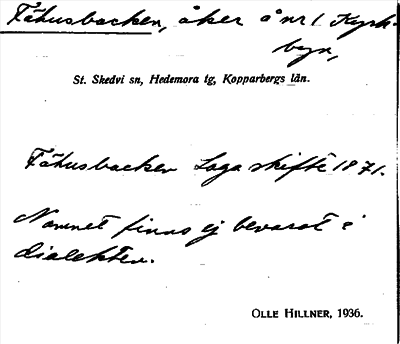 Fähusbacken, åker å nr 1 Kyrk-
byn,
St. Skedvi sn, Hedemora tg, Kopparbergs län.
Fähusbacken Laga skifte 1871.
Namnet finns ej bevarat i
dialekten.
OLLE HILLNER, 1936.